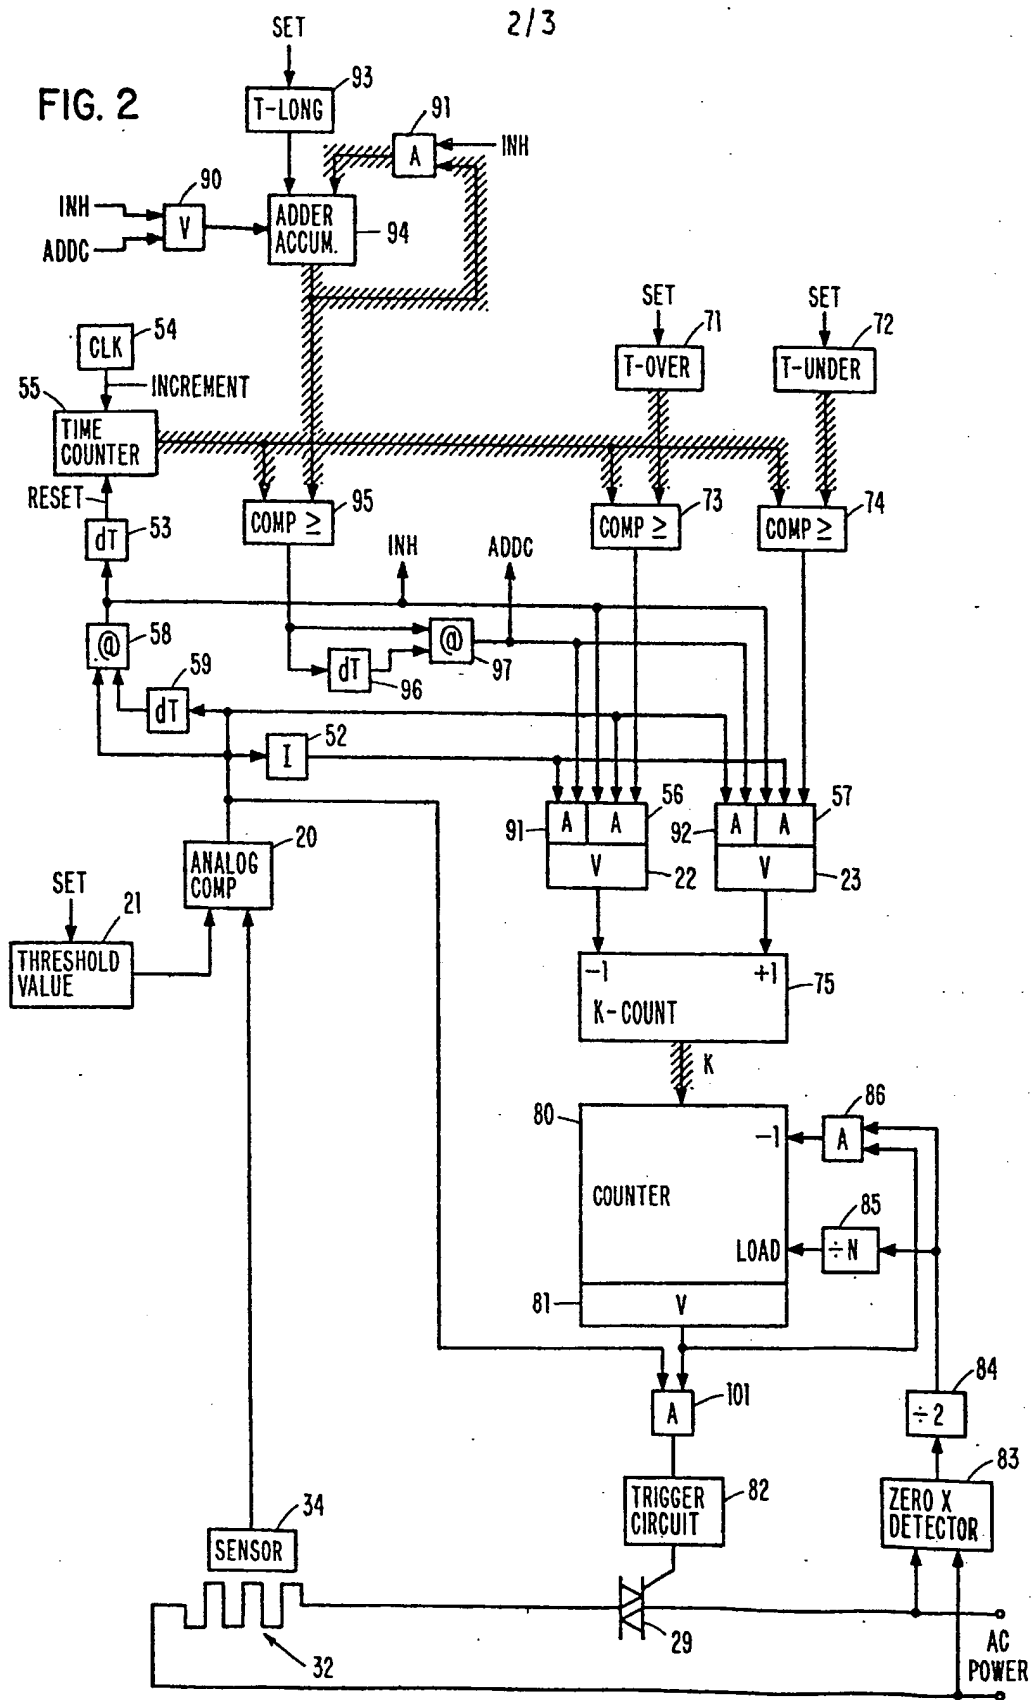 2/3
FIG. 2
SET
93
T-LONG
91
A
INH
90
INH
V
ADDC
ADDER
ACCUM.
94
54
CLK
INCREMENT
55
TIME
COUNTER
RESET
53
dT
SET
71
T-OVER
SET
72
T-UNDER
COMP ≥
95
COMP ≥
73
COMP ≥
74
INH
ADDC
@
58
@
97
dT
96
59
dT
I
52
56
57
91
A
A
V
22
92
A
A
V
23
20
ANALOG
COMP
SET
21
THRESHOLD
VALUE
-1
+1
75
K-COUNT
K
80
-1
COUNTER
LOAD
86
A
85
÷N
81
V
101
A
84
÷2
83
ZERO X
DETECTOR
TRIGGER
CIRCUIT
82
34
SENSOR
32
29
AC
POWER